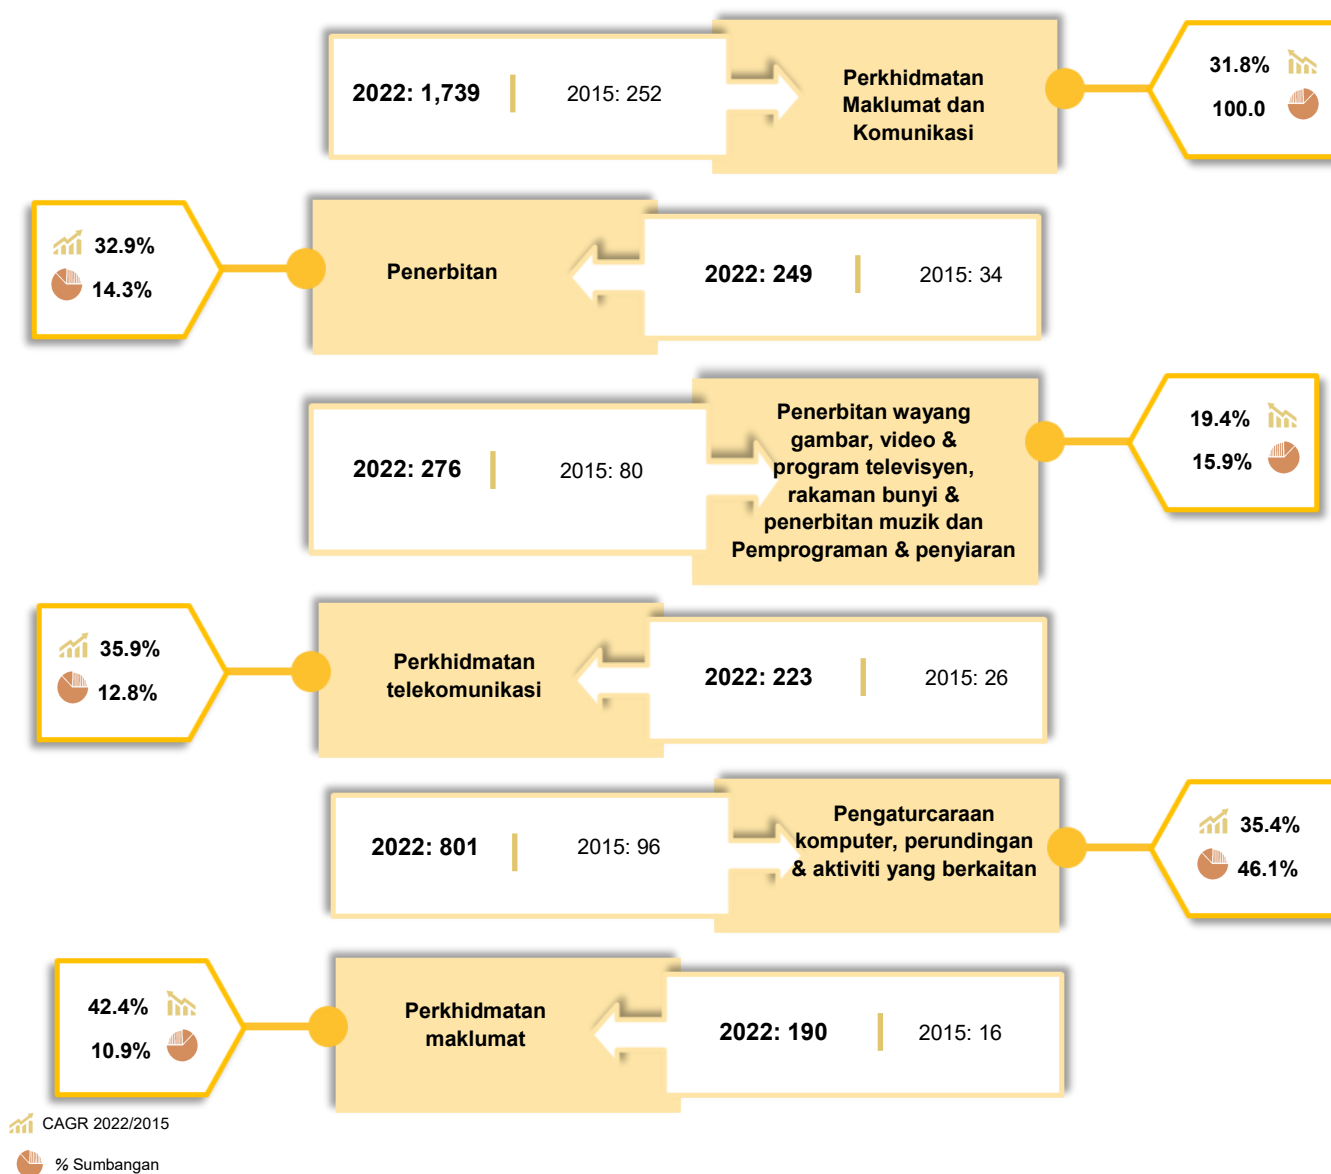 2022: 1,739
2015: 252
Perkhidmatan
Maklumat dan
Komunikasi
31.8%
100.0
32.9%
14.3%
Penerbitan
2022: 249
2015: 34
2022: 276
2015: 80
Penerbitan wayang
gambar, video &
program televisyen,
rakaman bunyi &
penerbitan muzik dan
Pemprograman & penyiaran
19.4%
15.9%
35.9%
12.8%
Perkhidmatan
telekomunikasi
2022: 223
2015: 26
2022: 801
2015: 96
Pengaturcaraan
komputer, perundingan
& aktiviti yang berkaitan
35.4%
46.1%
42.4%
10.9%
Perkhidmatan
maklumat
2022: 190
2015: 16
CAGR 2022/2015
% Sumbangan